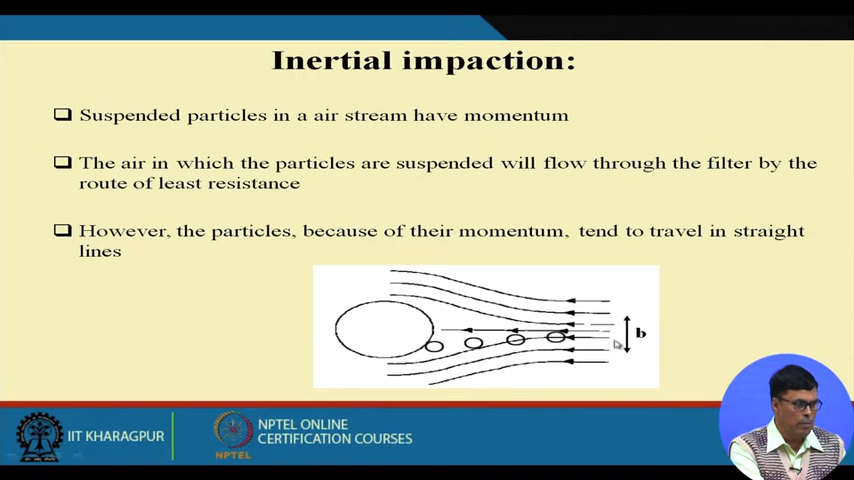 Inertial impaction:
Suspended particles in a air stream have momentum
The air in which the particles are suspended will flow through the filter by the
route of least resistance
However, the particles, because of their momentum, tend to travel in straight
lines
b
IIT KHARAGPUR
NPTEL
NPTEL ONLINE
CERTIFICATION COURSES